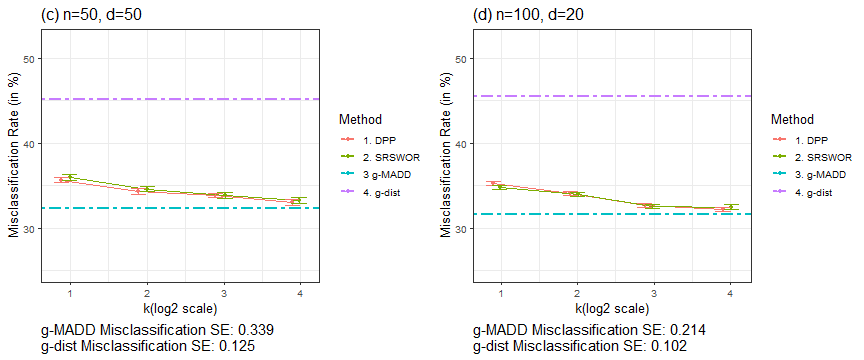 (c) n=50, d=50
Misclassification Rate (in %)
50
40
30
1 2 3 4
k(log2 scale)
Method
1. DPP
2. SRSWOR
3 g-MADD
4. g-dist
g-MADD Misclassification SE: 0.339
g-dist Misclassification SE: 0.125
(d) n=100, d=20
Misclassification Rate (in %)
50
40
30
1 2 3 4
k(log2 scale)
Method
1. DPP
2. SRSWOR
3 g-MADD
4. g-dist
g-MADD Misclassification SE: 0.214
g-dist Misclassification SE: 0.102